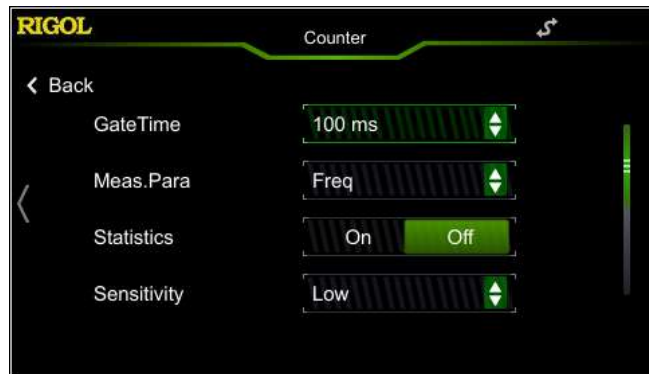 RIGOL
Counter
Back
GateTime 100 ms
Meas.Para Freq
Statistics On Off
Sensitivity Low